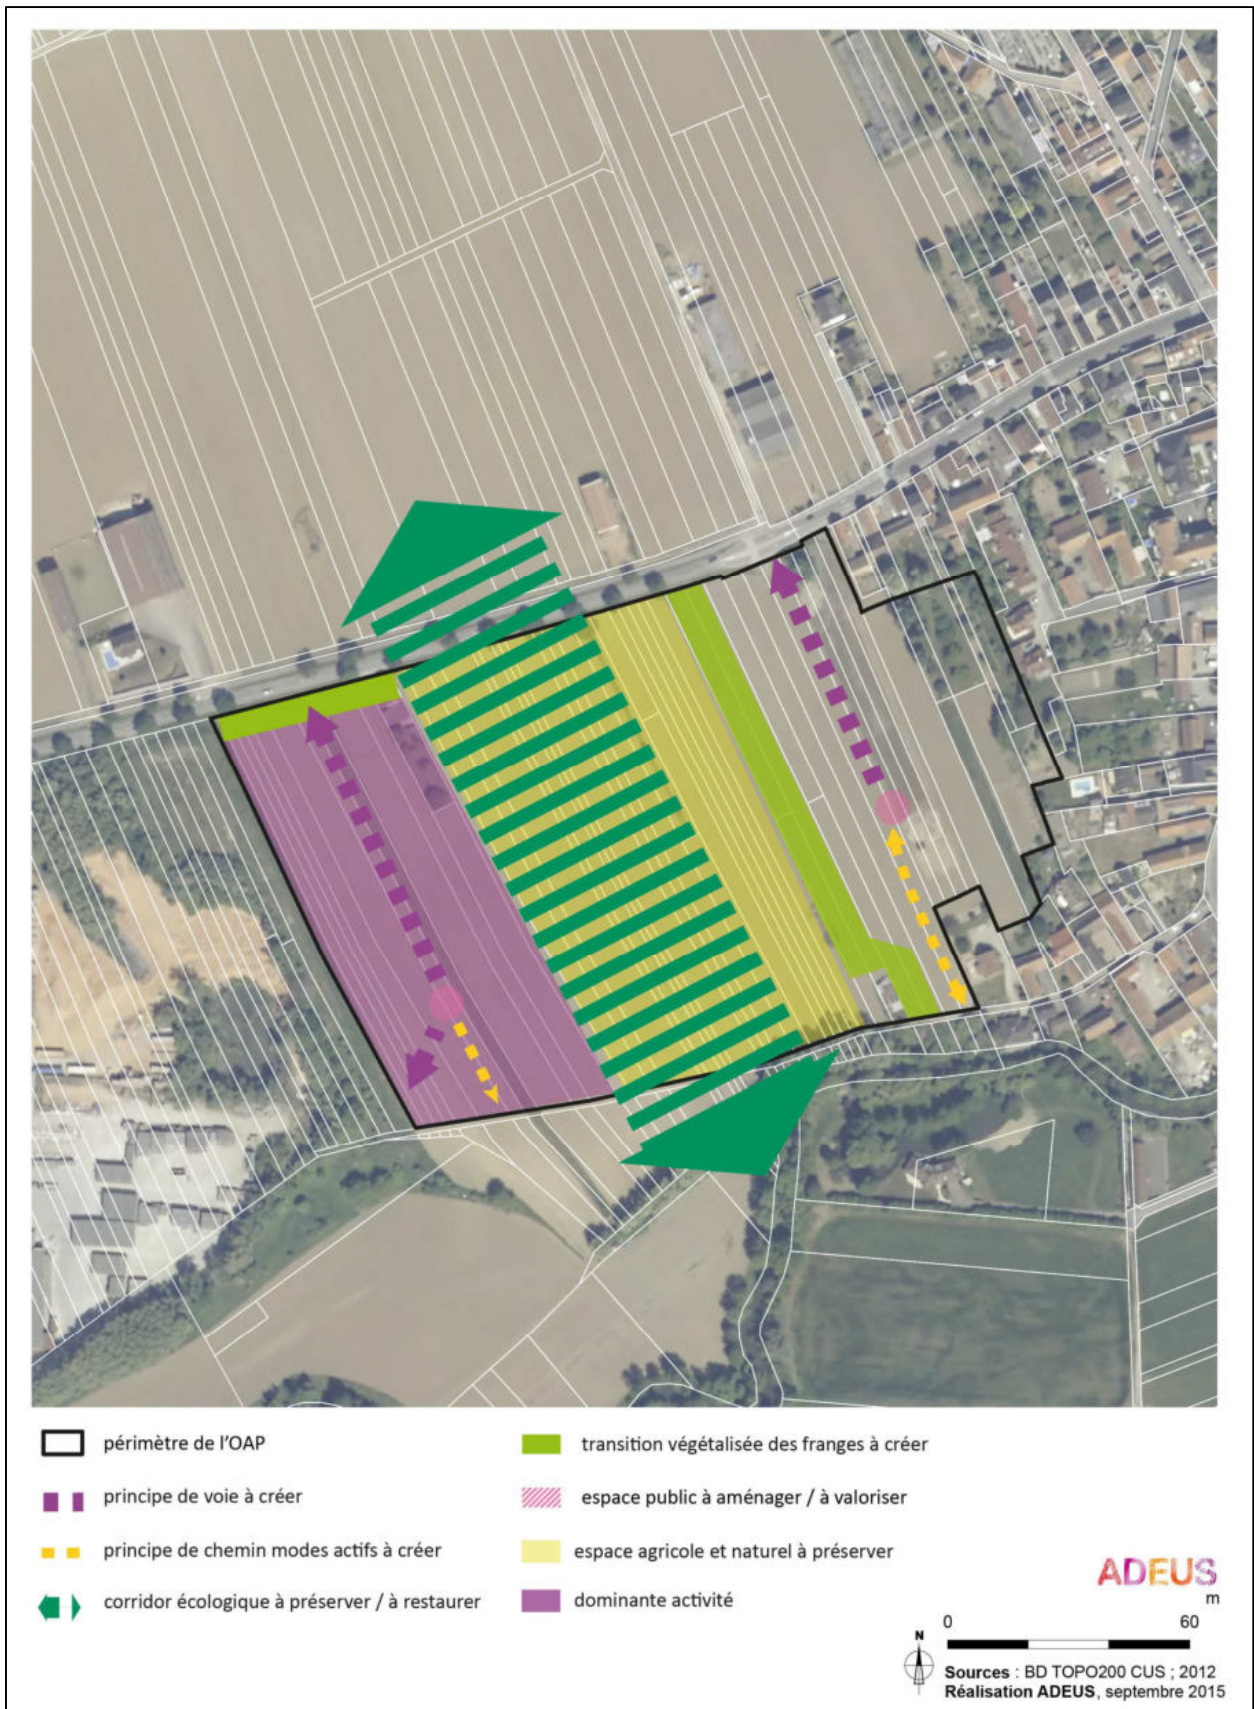 périmètre de l'OAP
principe de voie à créer
principe de chemin modes actifs à créer
corridor écologique à préserver / à restaurer
transition végétalisée des franges à créer
espace public à aménager / à valoriser
espace agricole et naturel à préserver
dominante activité
ADEUS
m
0 60
N
Sources : BD TOPO200 CUS ; 2012
Réalisation ADEUS, septembre 2015